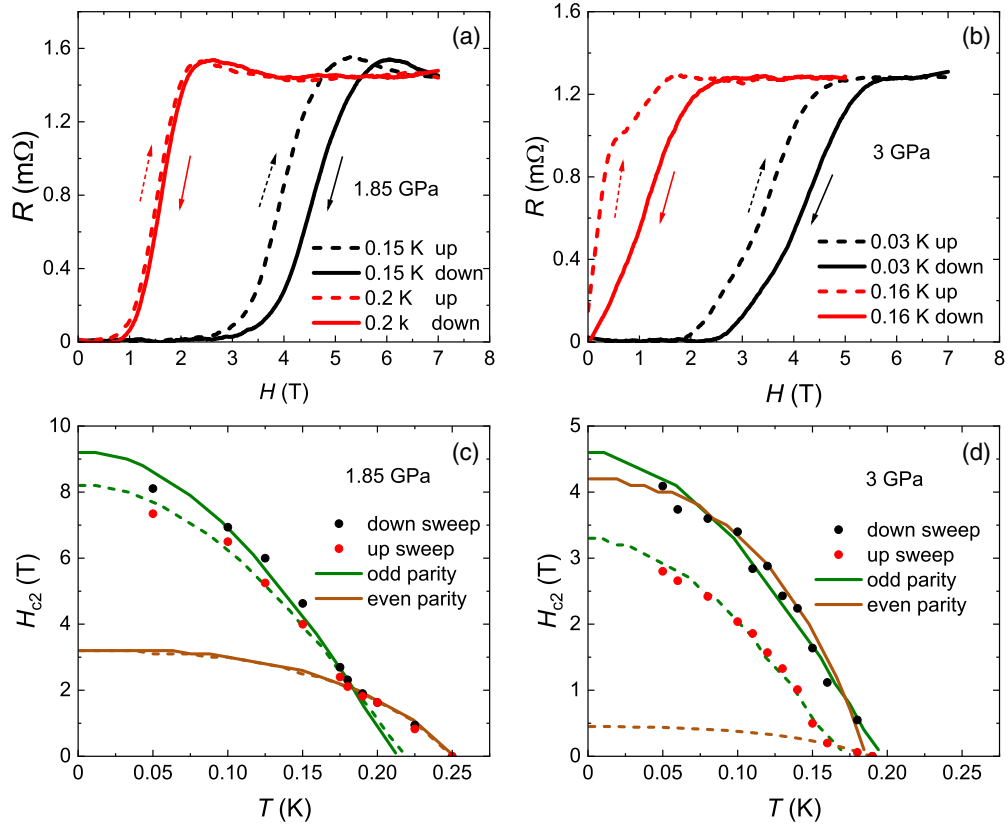 (a)
1.6
1.2
0.8
0.4
0
R (mΩ)
1.85 GPa
0.15 K up
0.15 K down
0.2 K up
0.2 k down
0 1 2 3 4 5 6 7 8
H (T)
(b)
1.6
1.2
0.8
0.4
0
R (mΩ)
3 GPa
0.03 K up
0.03 K down
0.16 K up
0.16 K down
0 1 2 3 4 5 6 7 8
H (T)
(c)
10
8
6
4
2
0
Hc2 (T)
1.85 GPa
down sweep
up sweep
odd parity
even parity
0 0.05 0.10 0.15 0.20 0.25
T (K)
(d)
5
4
3
2
1
0
Hc2 (T)
3 GPa
down sweep
up sweep
odd parity
even parity
0 0.05 0.10 0.15 0.20 0.25
T (K)